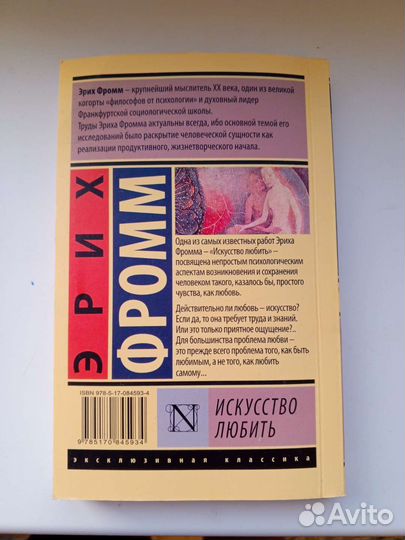 Эрих Фромм – крупнейший мыслитель XX века, один из великой
когорты «философов от психологии» и духовный лидер
Франкфуртской социологической школы.
Труды Эриха Фромма актуальны всегда, ибо основной темой его
исследований было раскрытие человеческой сущности как
реализации продуктивного, жизнетворческого начала.
ЭРИХ
ФРОММ
Одна из самых известных работ Эриха
Фромма – «Искусство любить» –
посвящена непростым психологическим
аспектам возникновения и сохранения
человеком такого, казалось бы, простого
чувства, как любовь.
Действительно ли любовь – искусство?
Если да, то она требует труда и знаний.
Или это только приятное ощущение?..
Для большинства проблема любви –
это прежде всего проблема того, как быть
любимым, а не того, как любить
самому...
ISBN 978-5-17-084593-4
9 785170 845934
N
ИСКУССТВО
ЛЮБИТЬ
эксклюзивная классика
Avito